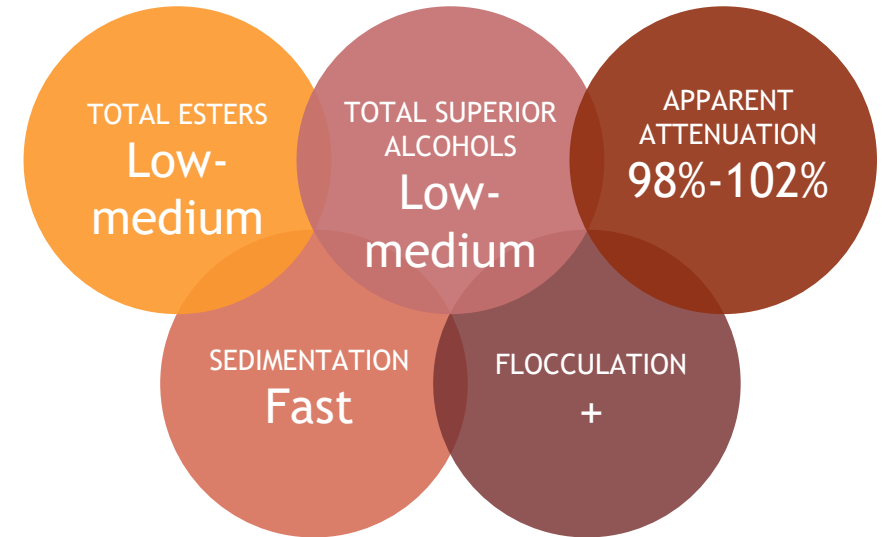 TOTAL ESTERS
Low-
medium
TOTAL SUPERIOR
ALCOHOLS
Low-
medium
APPARENT
ATTENUATION
98%-102%
SEDIMENTATION
Fast
FLOCCULATION
+